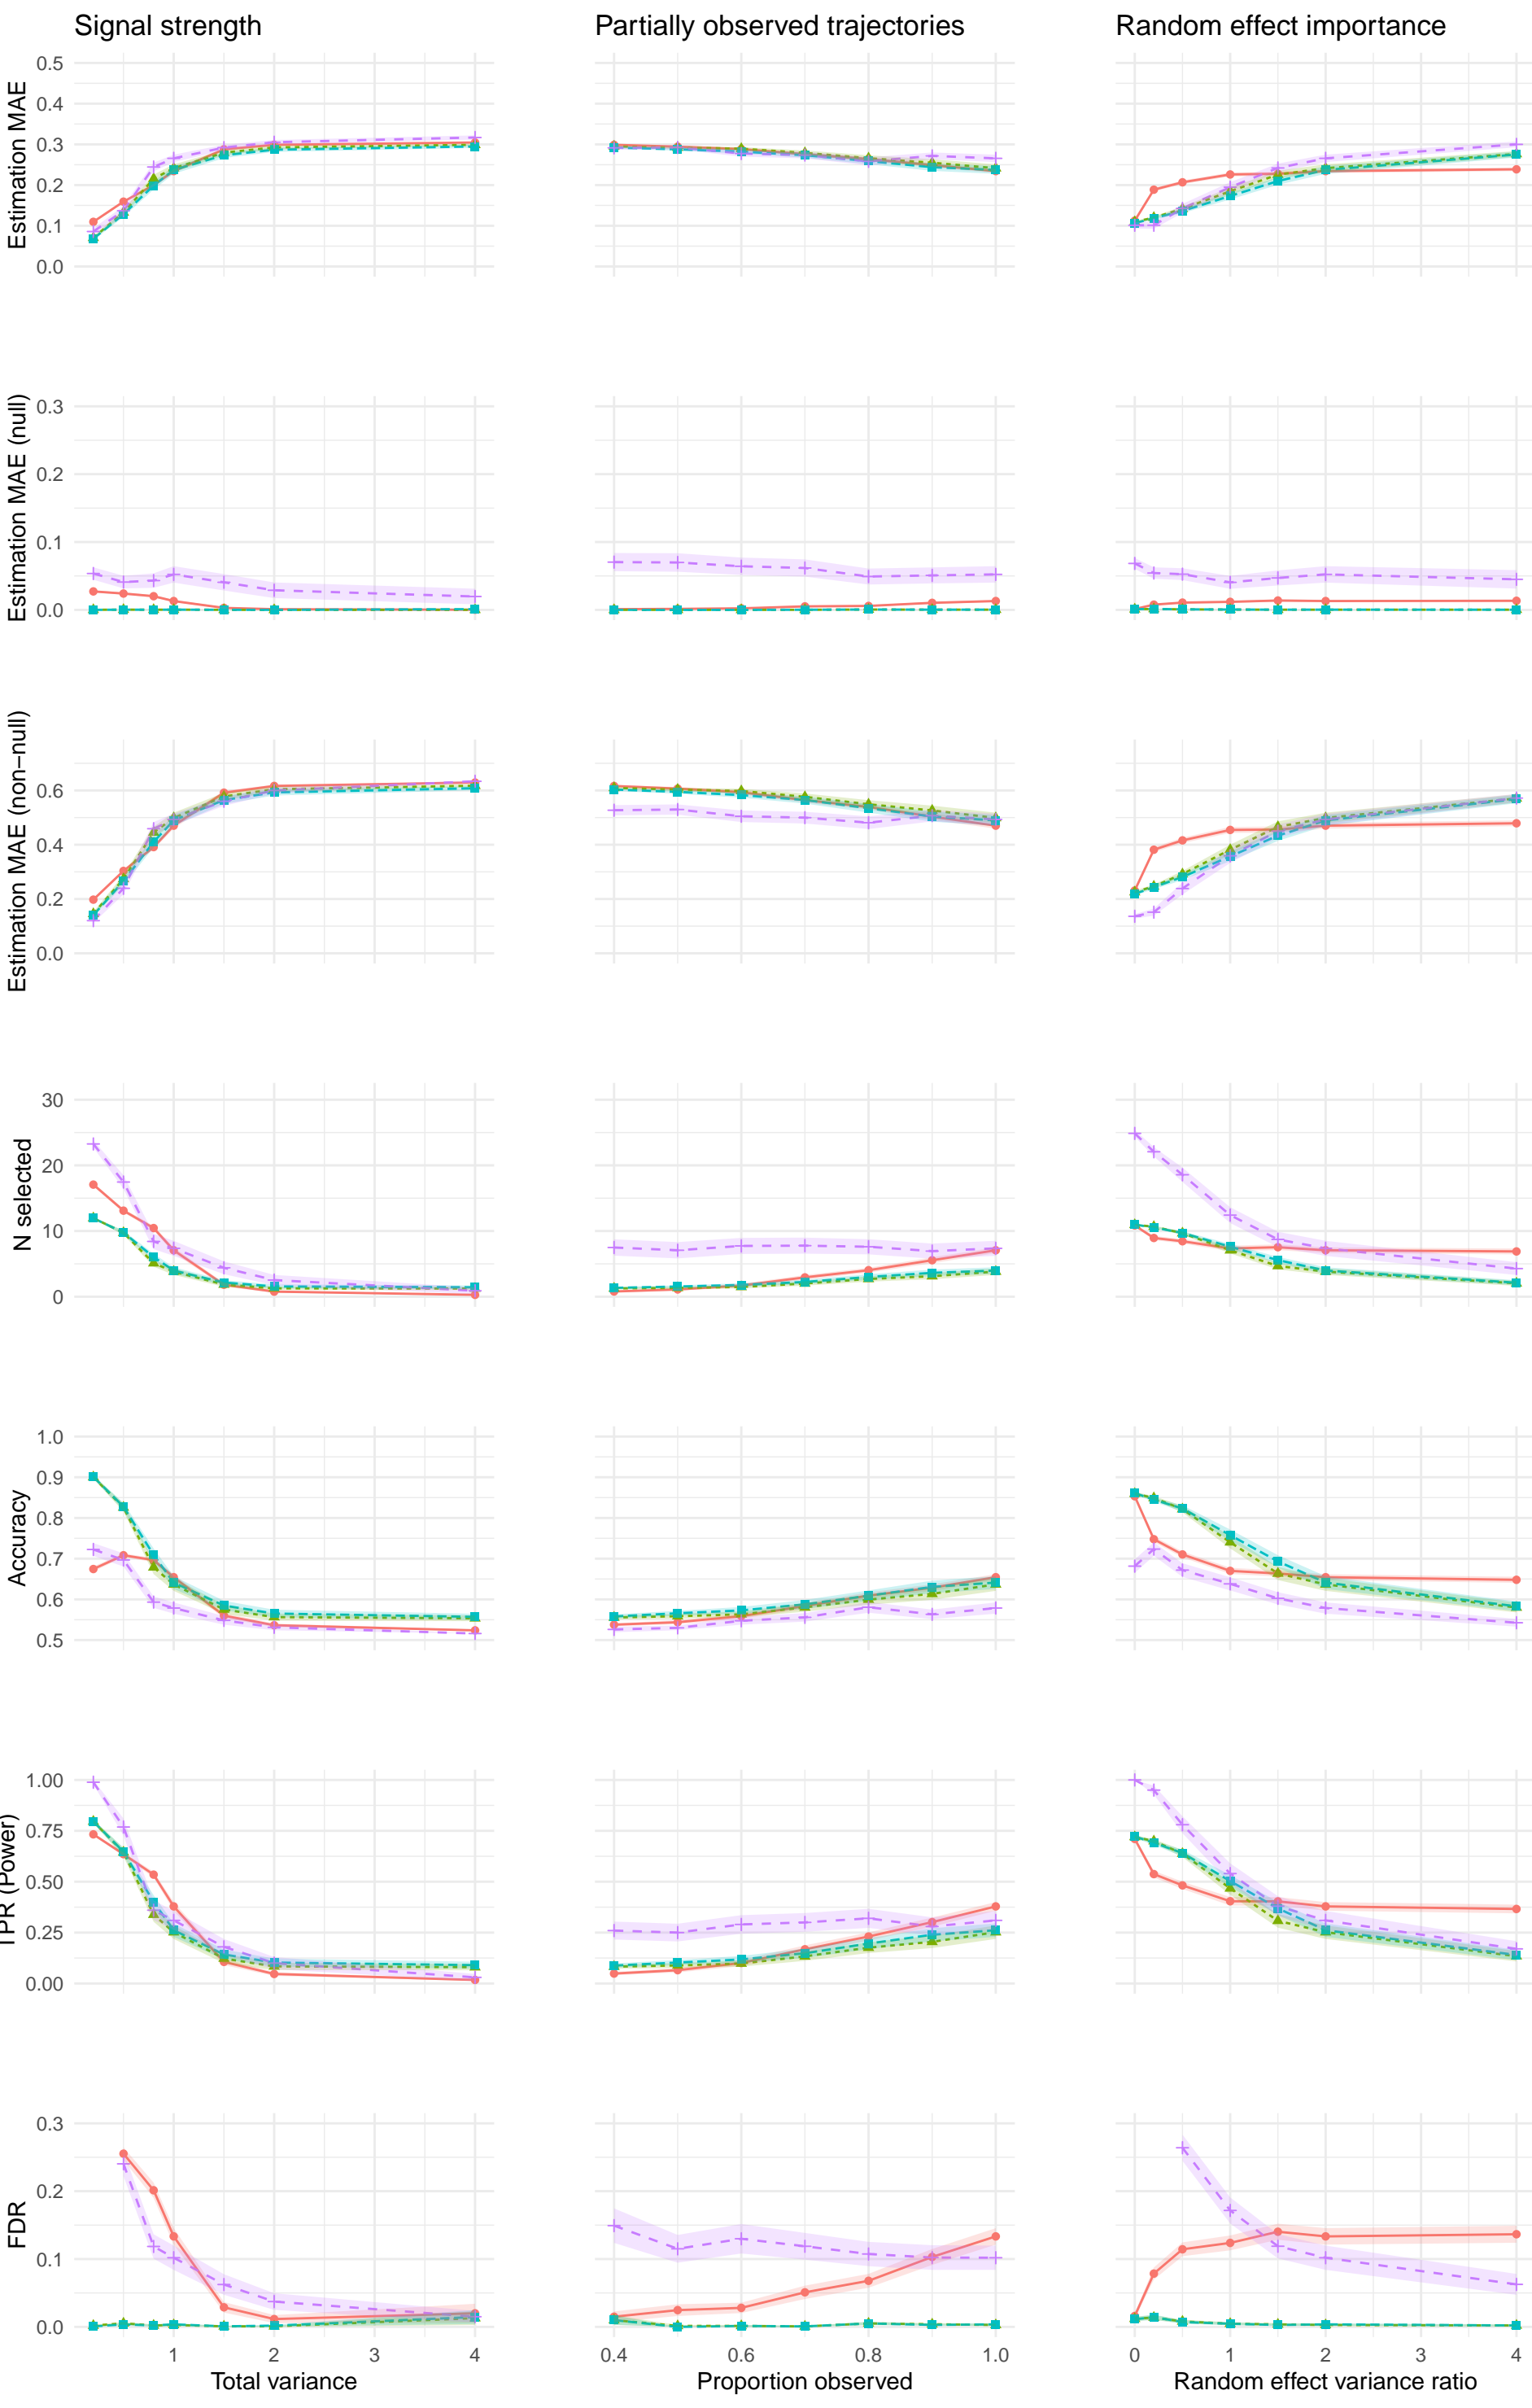 Signal strength
Partially observed trajectories
Random effect importance
Estimation MAE
0.5
0.4
0.3
0.2
0.1
0.0
Estimation MAE (null)
0.3
0.2
0.1
0.0
Estimation MAE (non−null)
0.6
0.4
0.2
0.0
N selected
30
20
10
0
Accuracy
1.0
0.9
0.8
0.7
0.6
0.5
TPR (Power)
1.00
0.75
0.50
0.25
0.00
FDR
0.3
0.2
0.1
0.0
1 2 3 4
Total variance
0.4 0.6 0.8 1.0
Proportion observed
0 1 2 3 4
Random effect variance ratio